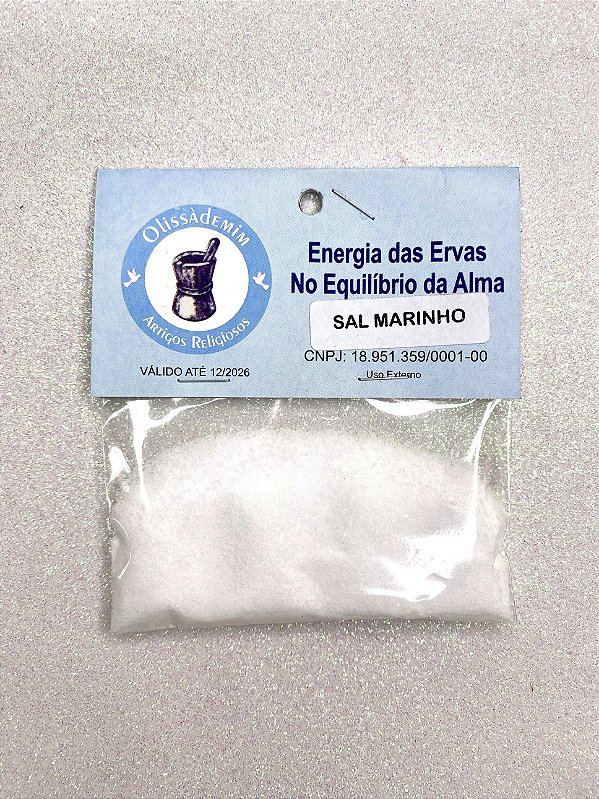 Olissàdemim
Artigos Religiosos
VÁLIDO ATÉ 12/2026
Energia das Ervas
No Equilíbrio da Alma
SAL MARINHO
CNPJ: 18.951.359/0001-00
Uso Externo